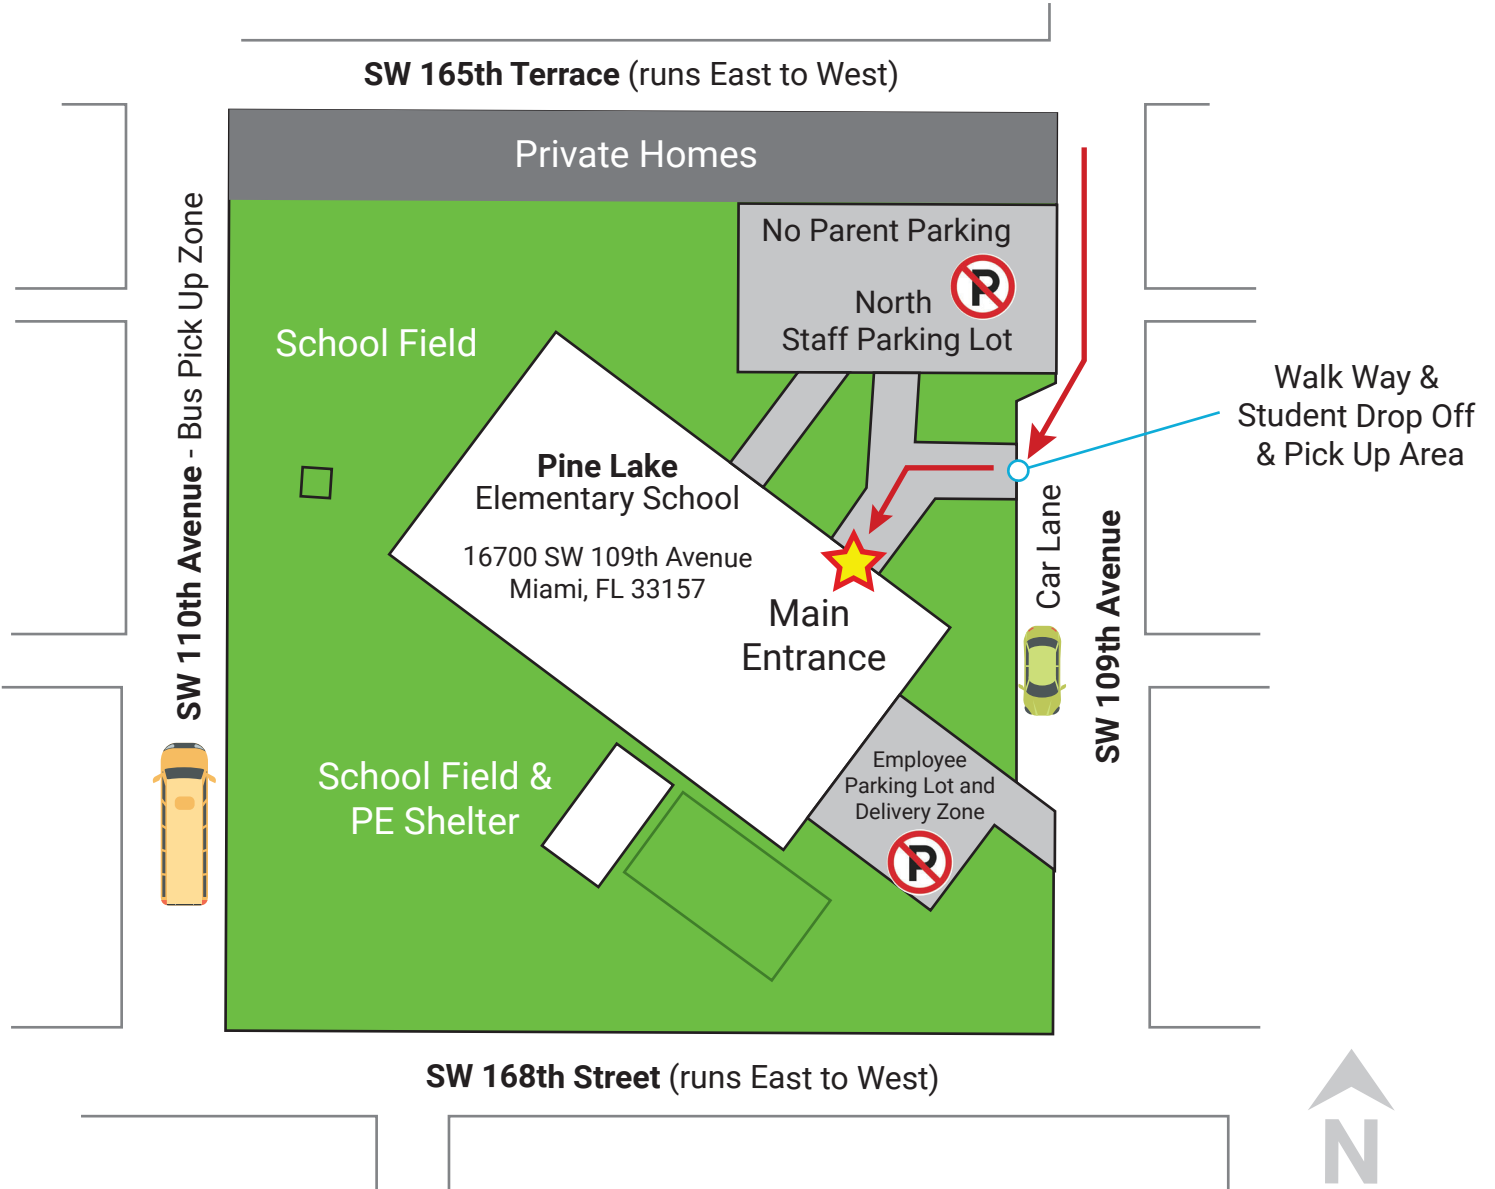 SW 165th Terrace (runs East to West)
Private Homes
No Parent Parking
P
North
Staff Parking Lot
School Field
SW 110th Avenue - Bus Pick Up Zone
Walk Way &
Student Drop Off
& Pick Up Area
Pine Lake
Elementary School
16700 SW 109th Avenue
Miami, FL 33157
Main
Entrance
Car Lane
SW 109th Avenue
School Field &
PE Shelter
Employee
Parking Lot and
Delivery Zone
P
SW 168th Street (runs East to West)
N